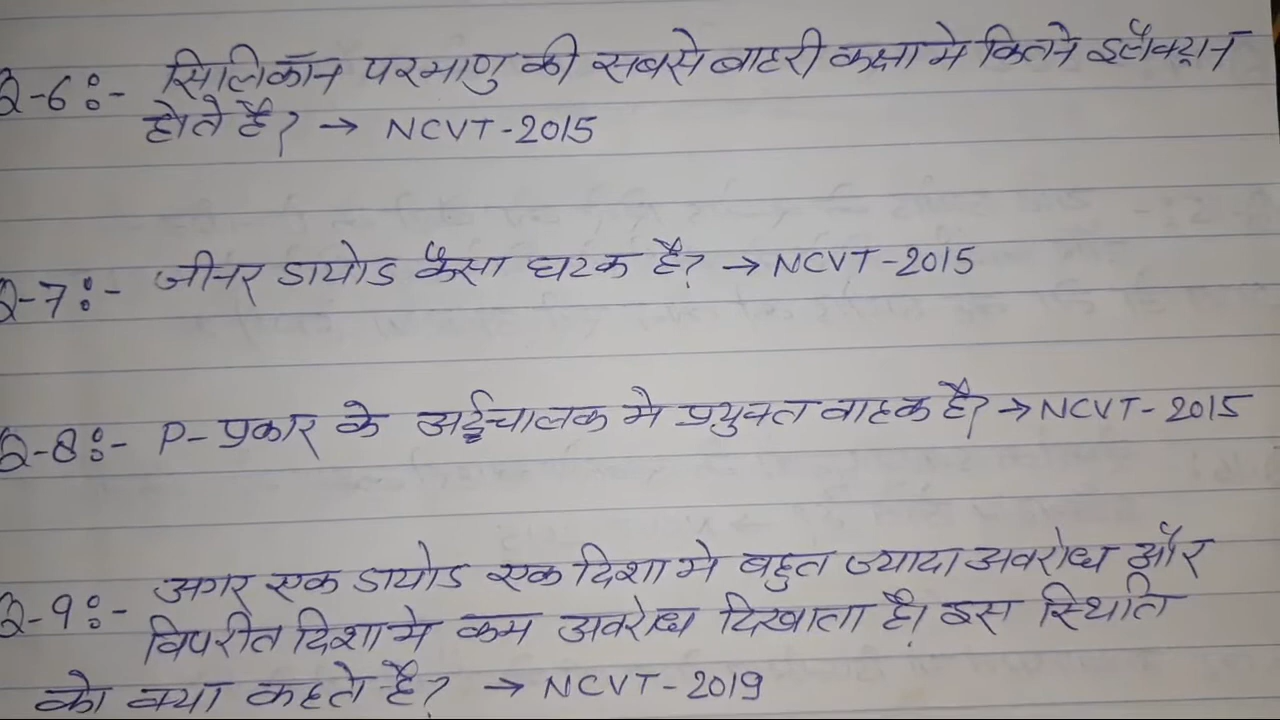 Q-6:- सिलिकॉन परमाणु की सबसे बाहरी कक्षा मे कितने इलैक्ट्रान
होते है? → NCVT-2015
Q-7:- जीनर डायोड कैसा घटक है? → NCVT-2015
Q-8:- P-प्रकार के अर्द्धचालक मे प्रयुक्त वाहक है? → NCVT-2015
Q-9:- अगर एक डायोड एक दिशा मे बहुत ज्यादा अवरोध और
विपरीत दिशा मे कम अवरोध दिखाता है। इस स्थिति
को क्या कहते है? → NCVT-2019